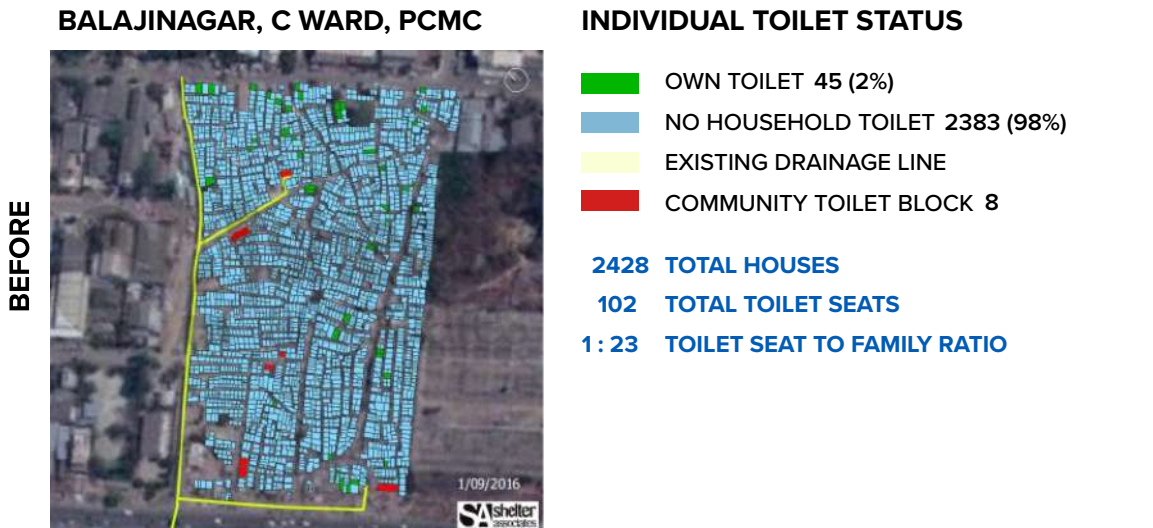 BALAJINAGAR, C WARD, PCMC
INDIVIDUAL TOILET STATUS
OWN TOILET 45 (2%)
NO HOUSEHOLD TOILET 2383 (98%)
EXISTING DRAINAGE LINE
COMMUNITY TOILET BLOCK 8
2428 TOTAL HOUSES
102 TOTAL TOILET SEATS
1 : 23 TOILET SEAT TO FAMILY RATIO
BEFORE
1/09/2016
SA shelter
associates